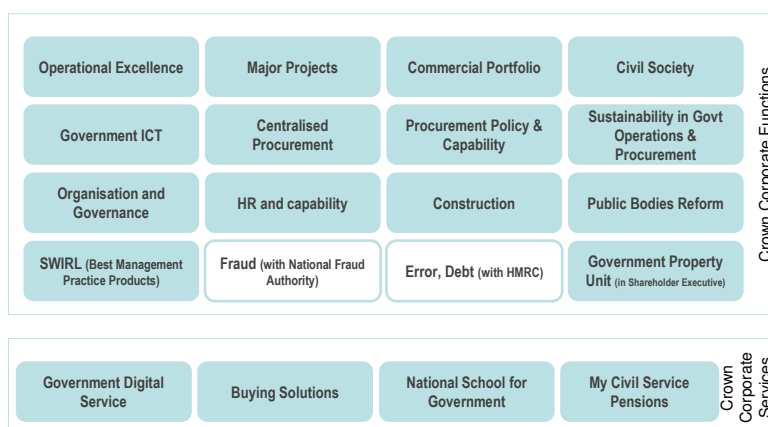 Operational Excellence
Major Projects
Commercial Portfolio
Civil Society
Government ICT
Centralised
Procurement
Procurement Policy &
Capability
Sustainability in Govt
Operations &
Procurement
Organisation and
Governance
HR and capability
Construction
Public Bodies Reform
SWIRL (Best Management
Practice Products)
Fraud (with National Fraud
Authority)
Error, Debt (with HMRC)
Government Property
Unit (in Shareholder Executive)
Crown Corporate Functions
Government Digital
Service
Buying Solutions
National School for
Government
My Civil Service
Pensions
Crown
Corporate
Services